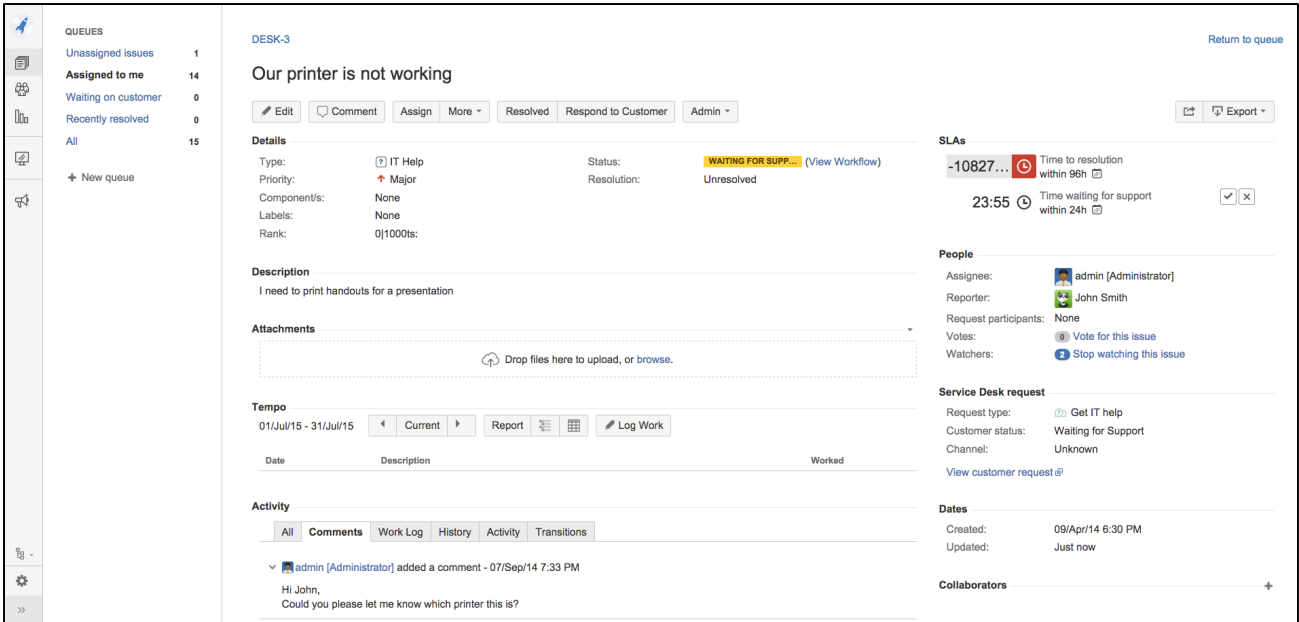 QUEUES
Unassigned issues 1
Assigned to me 14
Waiting on customer 0
Recently resolved 0
All 15
+ New queue
DESK-3
Return to queue
Our printer is not working
Edit Comment Assign More Resolved Respond to Customer Admin Export
Details
Type: IT Help
Priority: Major
Component/s: None
Labels: None
Rank: 0|1000ts:
Status: WAITING FOR SUPP... (View Workflow)
Resolution: Unresolved
Description
I need to print handouts for a presentation
Attachments
Drop files here to upload, or browse.
Tempo
01/Jul/15 - 31/Jul/15 Current Report Log Work
Date Description Worked
Activity
All Comments Work Log History Activity Transitions
admin [Administrator] added a comment - 07/Sep/14 7:33 PM
Hi John,
Could you please let me know which printer this is?
SLAs
-10827... Time to resolution
within 96h
23:55 Time waiting for support
within 24h
People
Assignee: admin [Administrator]
Reporter: John Smith
Request participants: None
Votes: 0 Vote for this issue
Watchers: 2 Stop watching this issue
Service Desk request
Request type: Get IT help
Customer status: Waiting for Support
Channel: Unknown
View customer request
Dates
Created: 09/Apr/14 6:30 PM
Updated: Just now
Collaborators +